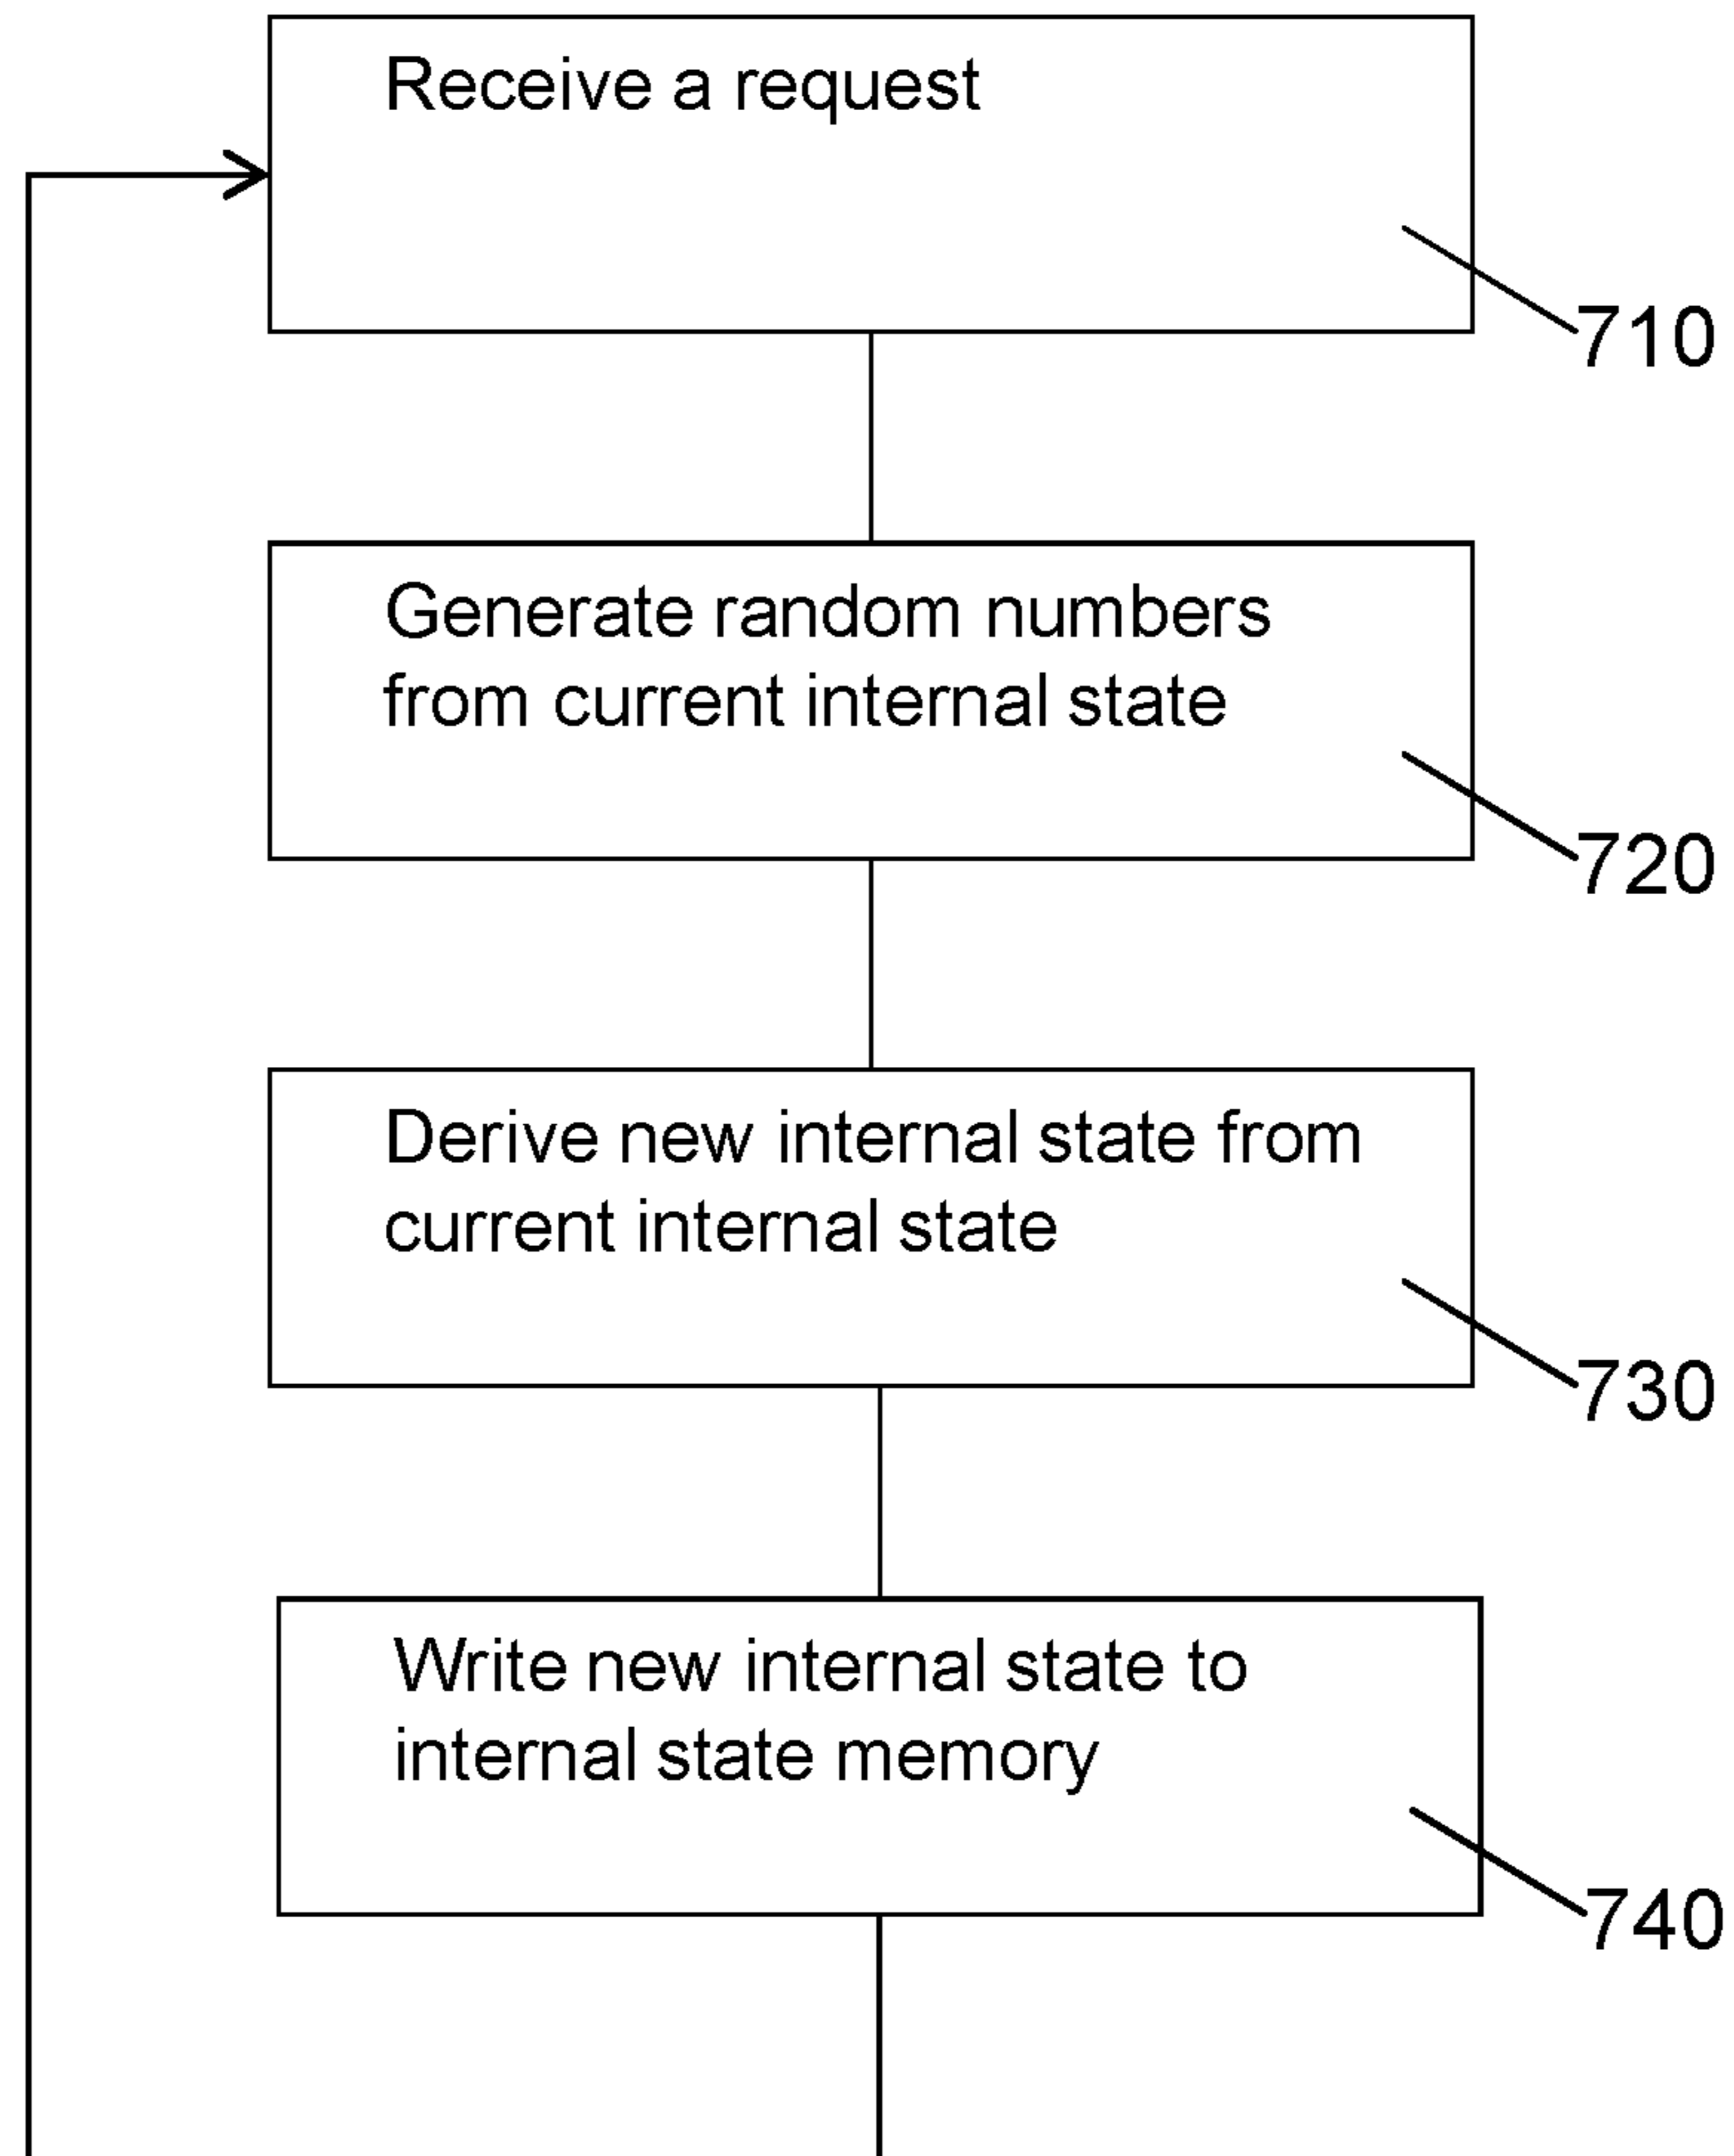 Receive a request
710
Generate random numbers
from current internal state
720
Derive new internal state from
current internal state
730
Write new internal state to
internal state memory
740